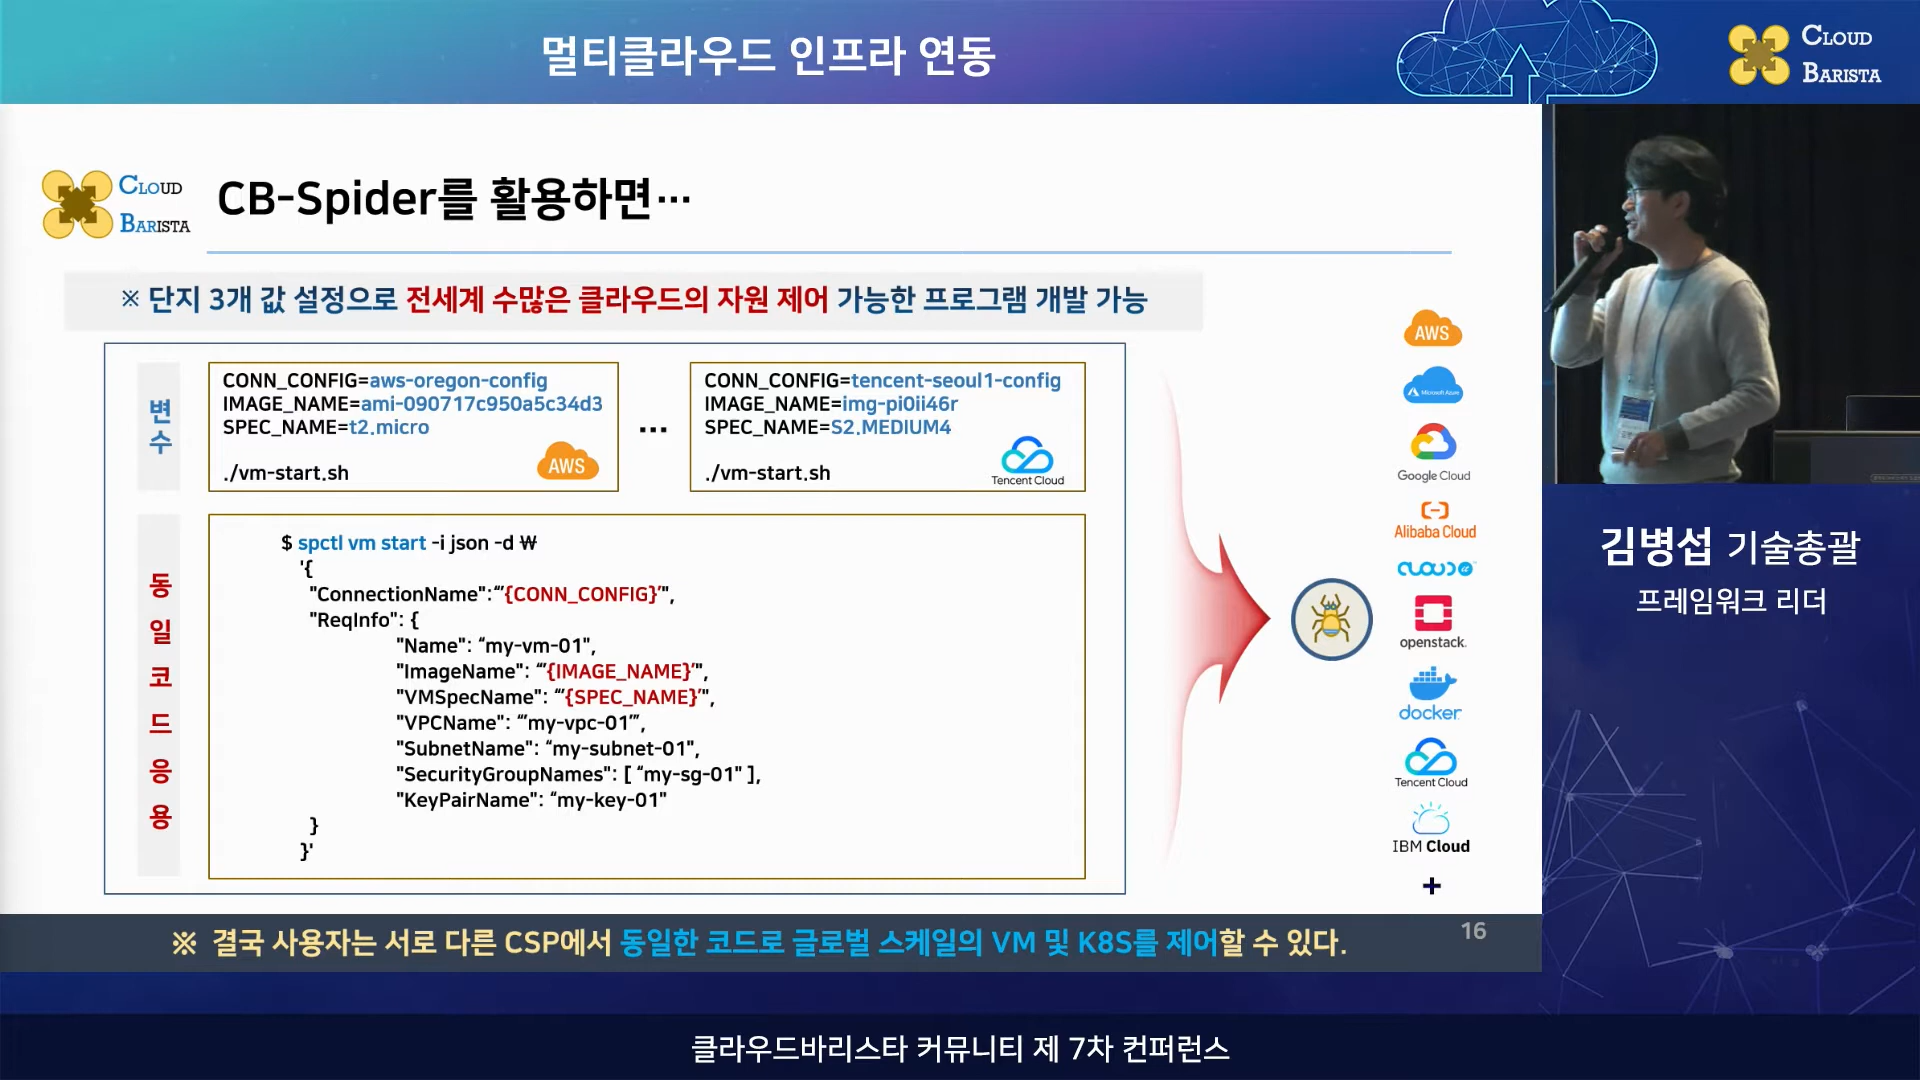 멀티클라우드 인프라 연동
CLOUD
BARISTA
CLOUD
BARISTA
CB-Spider를 활용하면…
※ 단지 3개 값 설정으로 전세계 수많은 클라우드의 자원 제어 가능한 프로그램 개발 가능
변수
CONN_CONFIG=aws-oregon-config
IMAGE_NAME=ami-090717c950a5c34d3
SPEC_NAME=t2.micro
./vm-start.sh
AWS
…
CONN_CONFIG=tencent-seoul1-config
IMAGE_NAME=img-pi0ii46r
SPEC_NAME=S2.MEDIUM4
./vm-start.sh
Tencent Cloud
동일코드응용
$ spctl vm start -i json -d ₩
'{
"ConnectionName":“'{CONN_CONFIG}'",
"ReqInfo": {
"Name": “my-vm-01",
"ImageName": “'{IMAGE_NAME}'",
"VMSpecName": “'{SPEC_NAME}'",
"VPCName": “'my-vpc-01'”,
"SubnetName": “my-subnet-01",
"SecurityGroupNames": [ “my-sg-01" ],
"KeyPairName": “my-key-01"
}
}'
AWS
Microsoft Azure
Google Cloud
Alibaba Cloud
cloudit
openstack.
docker
Tencent Cloud
IBM Cloud
+
※ 결국 사용자는 서로 다른 CSP에서 동일한 코드로 글로벌 스케일의 VM 및 K8S를 제어할 수 있다.
16
김병섭 기술총괄
프레임워크 리더
클라우드바리스타 커뮤니티 제 7차 컨퍼런스